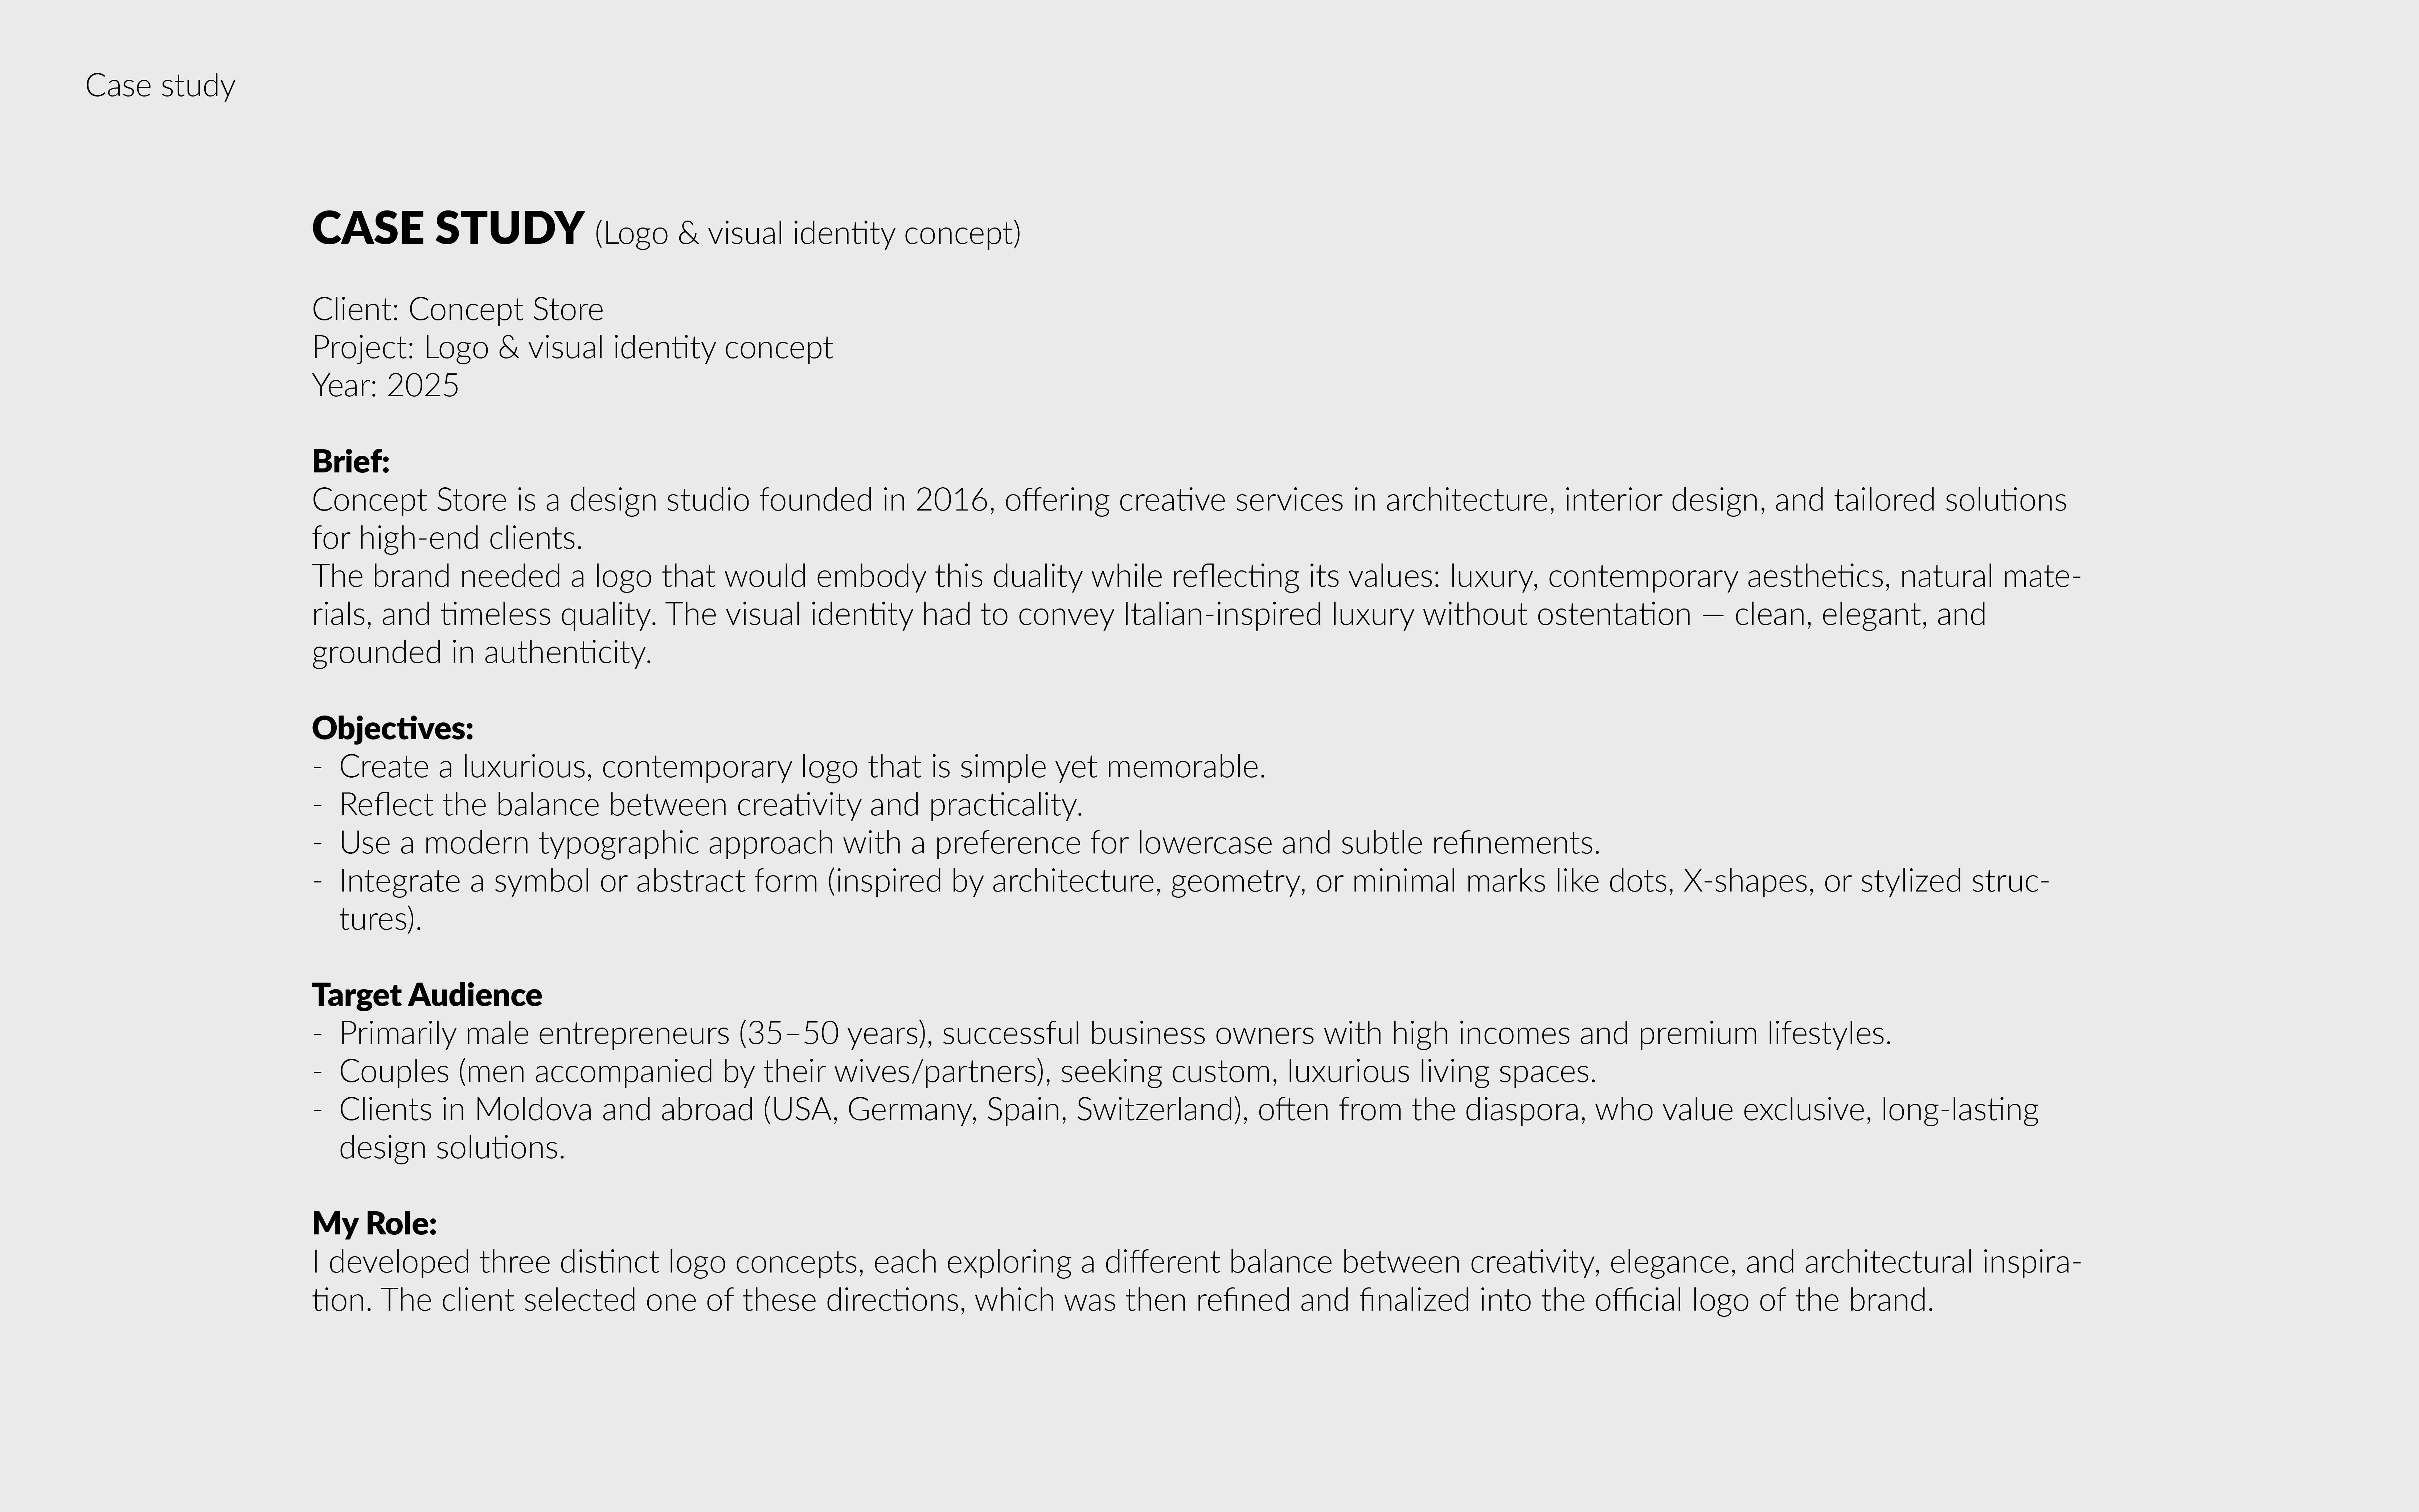 Case study
CASE STUDY (Logo & visual identity concept)
Client: Concept Store
Project: Logo & visual identity concept
Year: 2025
Brief:
Concept Store is a design studio founded in 2016, offering creative services in architecture, interior design, and tailored solutions
for high-end clients.
The brand needed a logo that would embody this duality while reflecting its values: luxury, contemporary aesthetics, natural mate-
rials, and timeless quality. The visual identity had to convey Italian-inspired luxury without ostentation — clean, elegant, and
grounded in authenticity.
Objectives:
- Create a luxurious, contemporary logo that is simple yet memorable.
- Reflect the balance between creativity and practicality.
- Use a modern typographic approach with a preference for lowercase and subtle refinements.
- Integrate a symbol or abstract form (inspired by architecture, geometry, or minimal marks like dots, X-shapes, or stylized struc-
tures).
Target Audience
- Primarily male entrepreneurs (35–50 years), successful business owners with high incomes and premium lifestyles.
- Couples (men accompanied by their wives/partners), seeking custom, luxurious living spaces.
- Clients in Moldova and abroad (USA, Germany, Spain, Switzerland), often from the diaspora, who value exclusive, long-lasting
design solutions.
My Role:
I developed three distinct logo concepts, each exploring a different balance between creativity, elegance, and architectural inspira-
tion. The client selected one of these directions, which was then refined and finalized into the official logo of the brand.